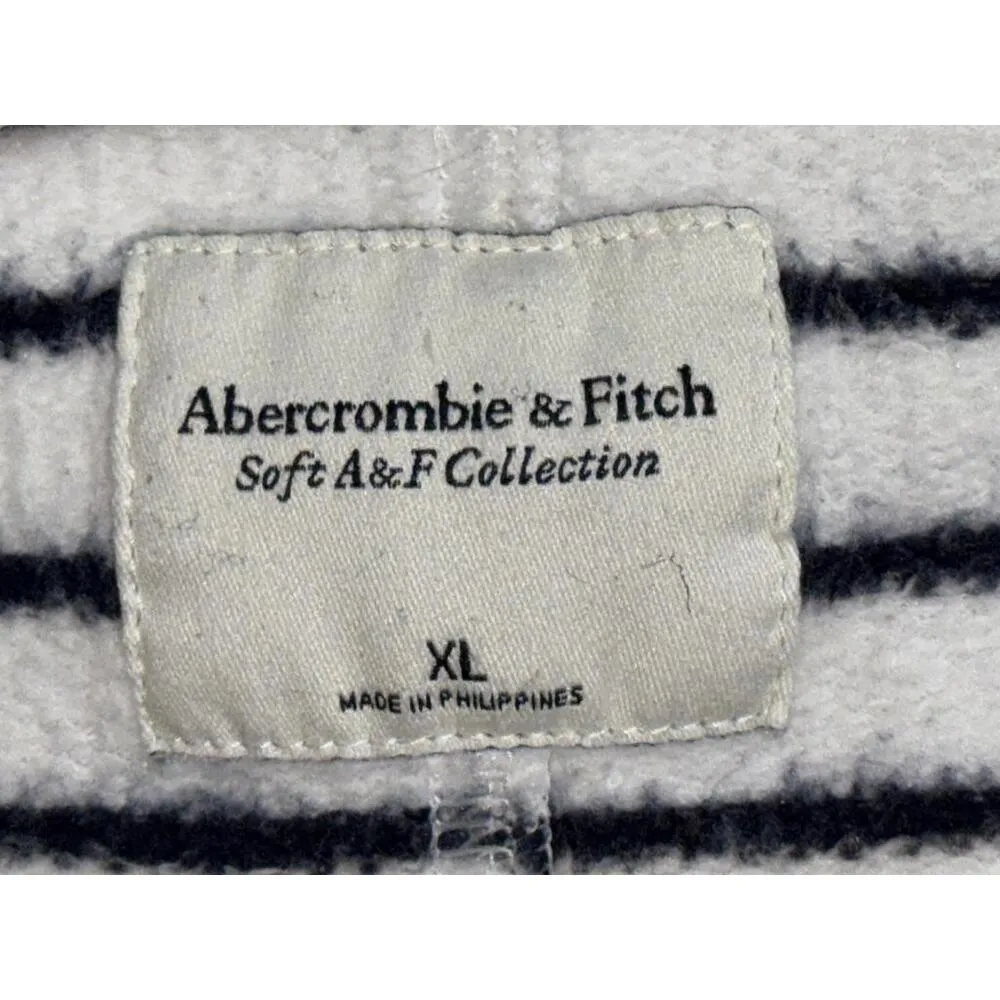 Abercrombie & Fitch
Soft A&F Collection
XL
MADE IN PHILIPPINES